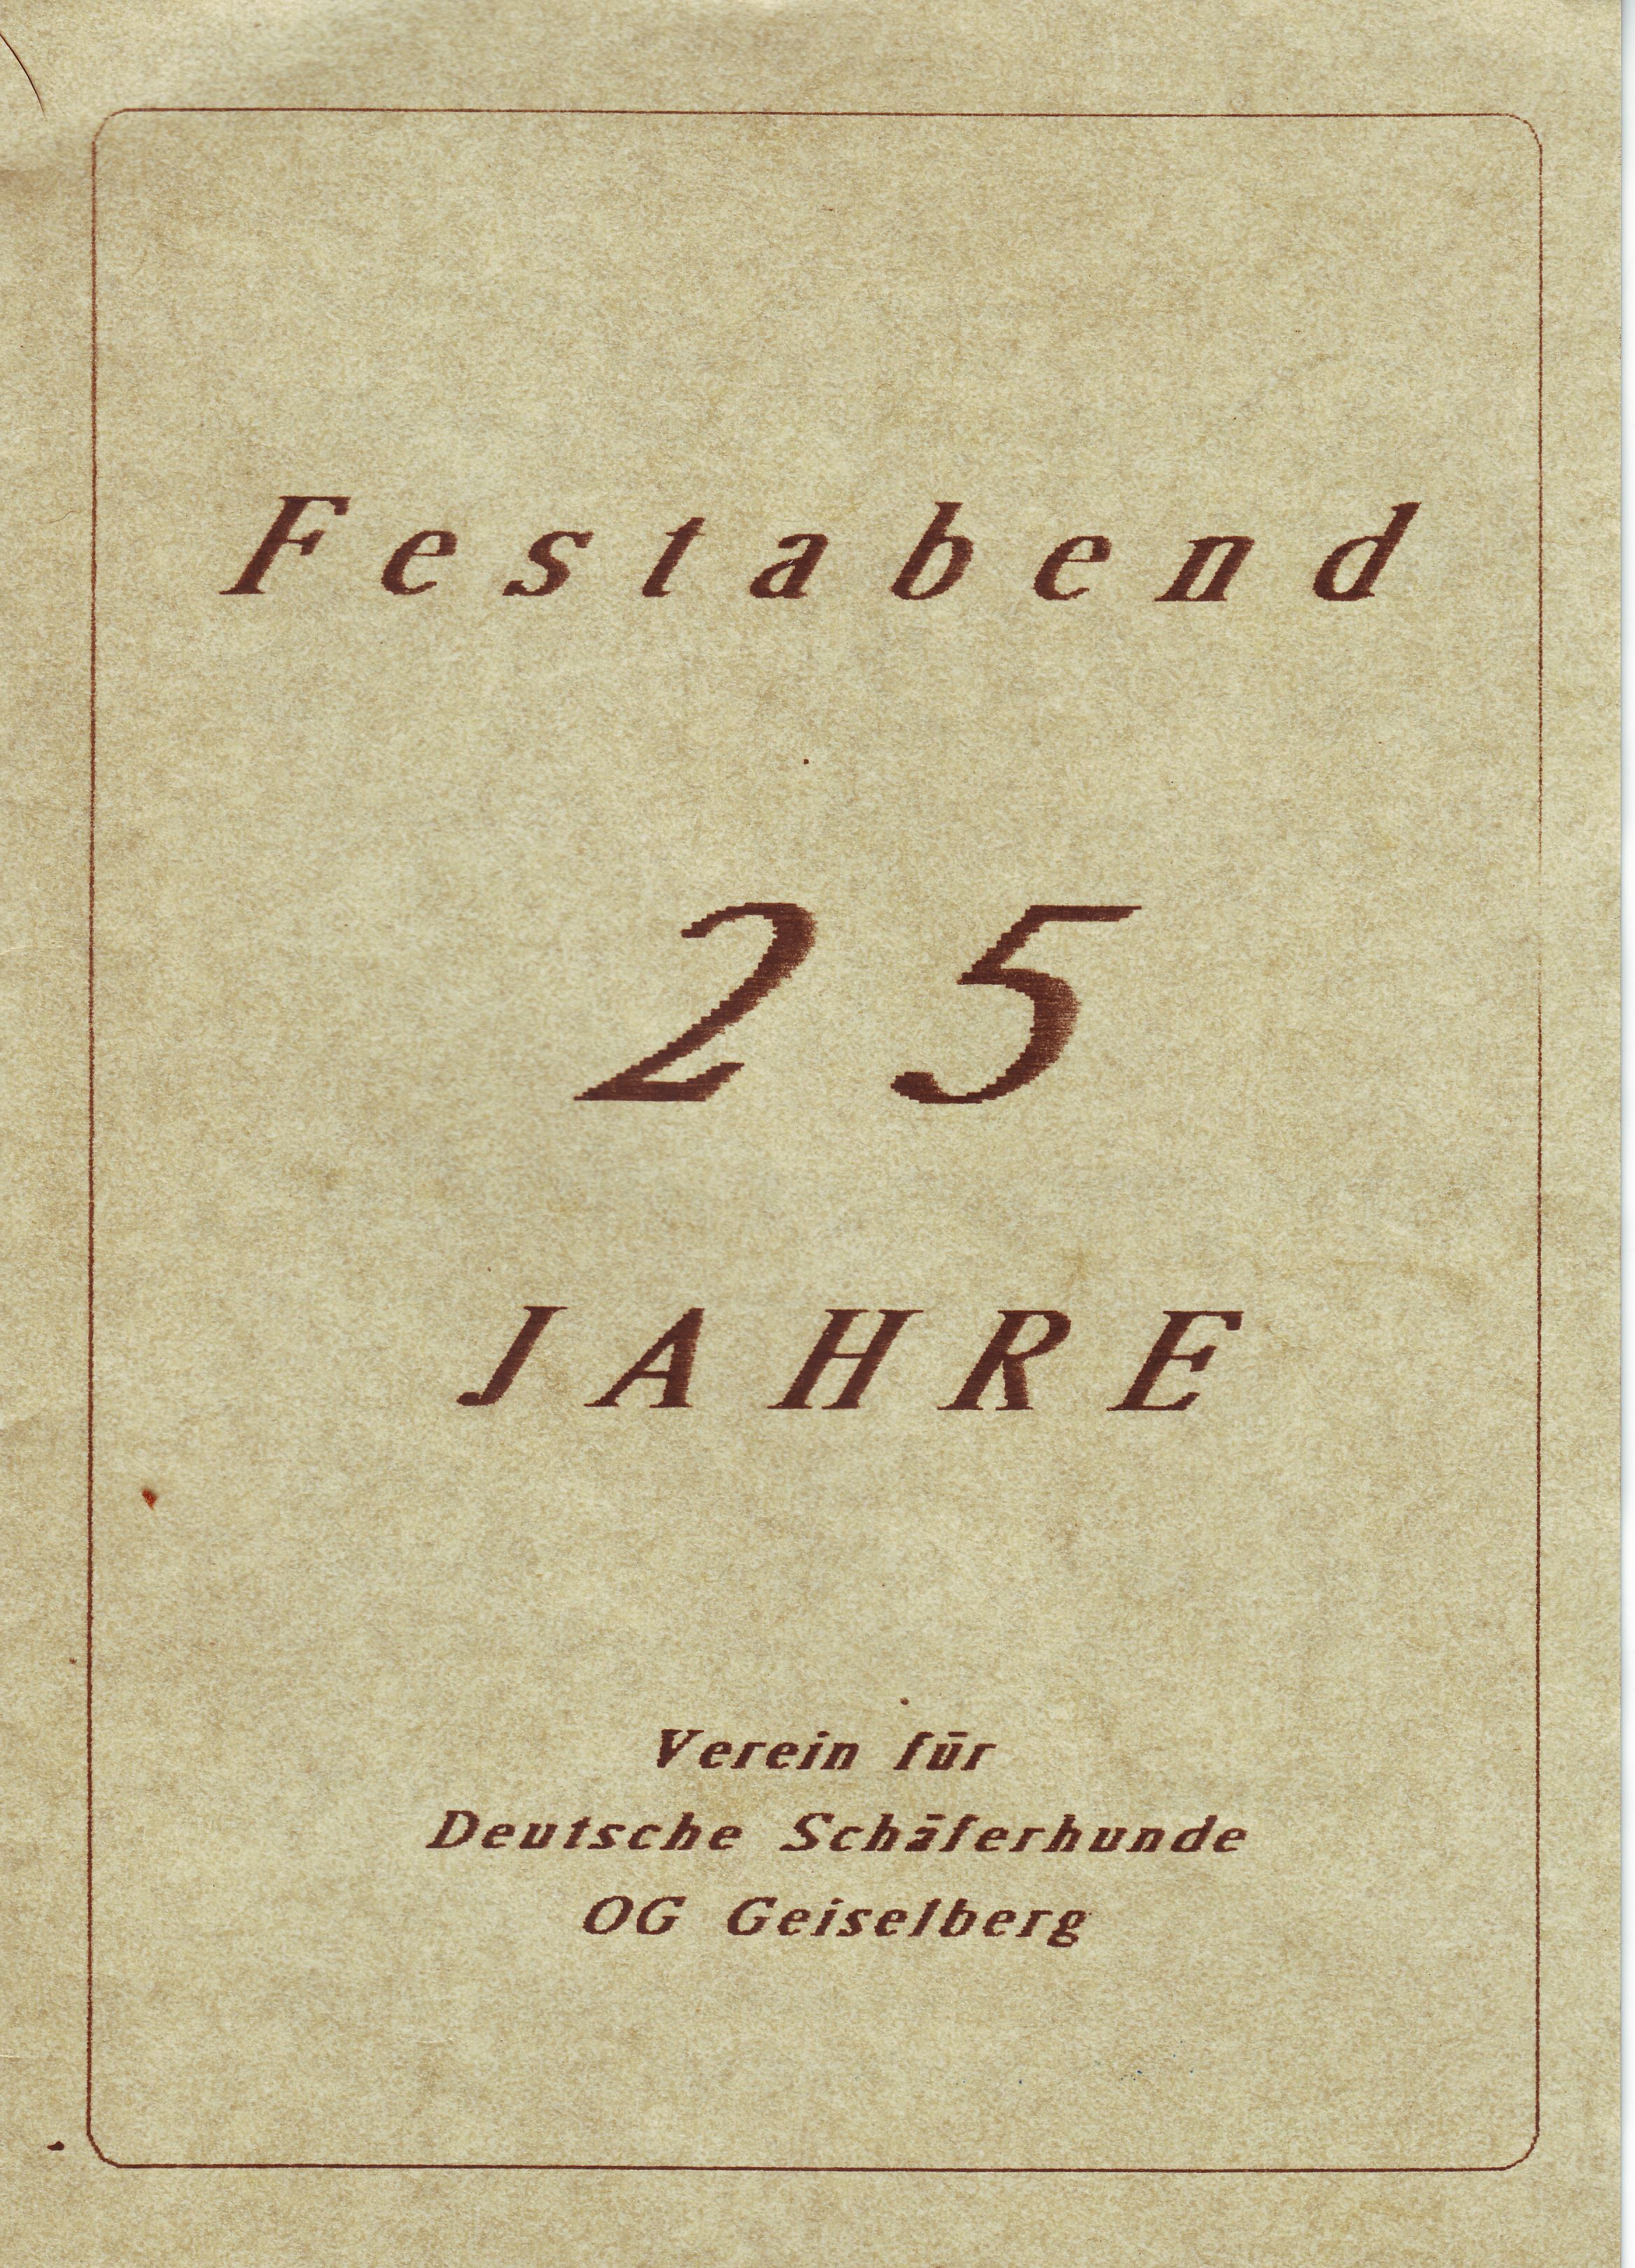 Festabend
25
JAHRE
Verein für
Deutsche Schäferhunde
OG Geiselberg